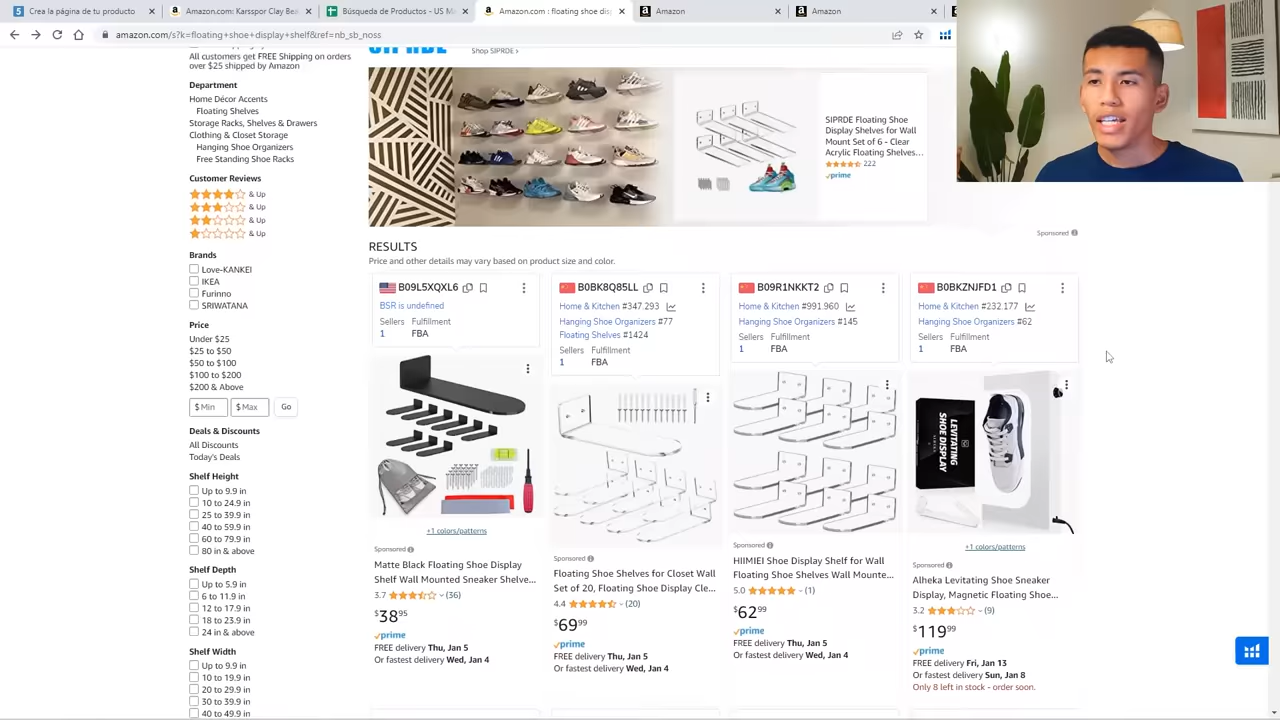 Crea la página de tu producto
Amazon.com: Karsspor Clay Bea
Búsqueda de Productos - US Mi
Amazon.com : floating shoe dis
Amazon
Amazon
amazon.com/s?k=floating+shoe+display+shelf&ref=nb_sb_noss
All customers get FREE Shipping on orders
over $25 shipped by Amazon
Department
Home Décor Accents
Floating Shelves
Storage Racks, Shelves & Drawers
Clothing & Closet Storage
Hanging Shoe Organizers
Free Standing Shoe Racks
Customer Reviews
& Up
& Up
& Up
& Up
Brands
Love-KANKEI
IKEA
Furinno
SRIWATANA
Price
Under $25
$25 to $50
$50 to $100
$100 to $200
$200 & Above
$ Min $ Max Go
Deals & Discounts
All Discounts
Today's Deals
Shelf Height
Up to 9.9 in
10 to 24.9 in
25 to 39.9 in
40 to 59.9 in
60 to 79.9 in
80 in & above
Shelf Depth
Up to 5.9 in
6 to 11.9 in
12 to 17.9 in
18 to 23.9 in
24 in & above
Shelf Width
Up to 9.9 in
10 to 19.9 in
20 to 29.9 in
30 to 39.9 in
40 to 49.9 in
SIPRDE
Shop SIPRDE ›
SIPRDE Floating Shoe
Display Shelves for Wall
Mount Set of 6 - Clear
Acrylic Floating Shelves…
222
prime
Sponsored
RESULTS
Price and other details may vary based on product size and color.
B09L5XQXL6
BSR is undefined
Sellers Fulfillment
1 FBA
+1 colors/patterns
Sponsored
Matte Black Floating Shoe Display
Shelf Wall Mounted Sneaker Shelve…
3.7 (36)
$38.95
prime
FREE delivery Thu, Jan 5
Or fastest delivery Wed, Jan 4
B0BK8Q85LL
Home & Kitchen #347.293
Hanging Shoe Organizers #77
Floating Shelves #1424
Sellers Fulfillment
1 FBA
Sponsored
Floating Shoe Shelves for Closet Wall
Set of 20, Floating Shoe Display Cle…
4.4 (20)
$69.99
prime
FREE delivery Thu, Jan 5
Or fastest delivery Wed, Jan 4
B09R1NKKT2
Home & Kitchen #991.960
Hanging Shoe Organizers #145
Sellers Fulfillment
1 FBA
Sponsored
HIIMIEI Shoe Display Shelf for Wall
Floating Shoe Shelves Wall Mounte…
5.0 (1)
$62.99
prime
FREE delivery Thu, Jan 5
Or fastest delivery Wed, Jan 4
B0BKZNJFD1
Home & Kitchen #232.177
Hanging Shoe Organizers #62
Sellers Fulfillment
1 FBA
LEVITATING
SHOE DISPLAY
+1 colors/patterns
Sponsored
Alheka Levitating Shoe Sneaker
Display, Magnetic Floating Shoe…
3.2 (9)
$119.99
prime
FREE delivery Fri, Jan 13
Or fastest delivery Sun, Jan 8
Only 8 left in stock - order soon.